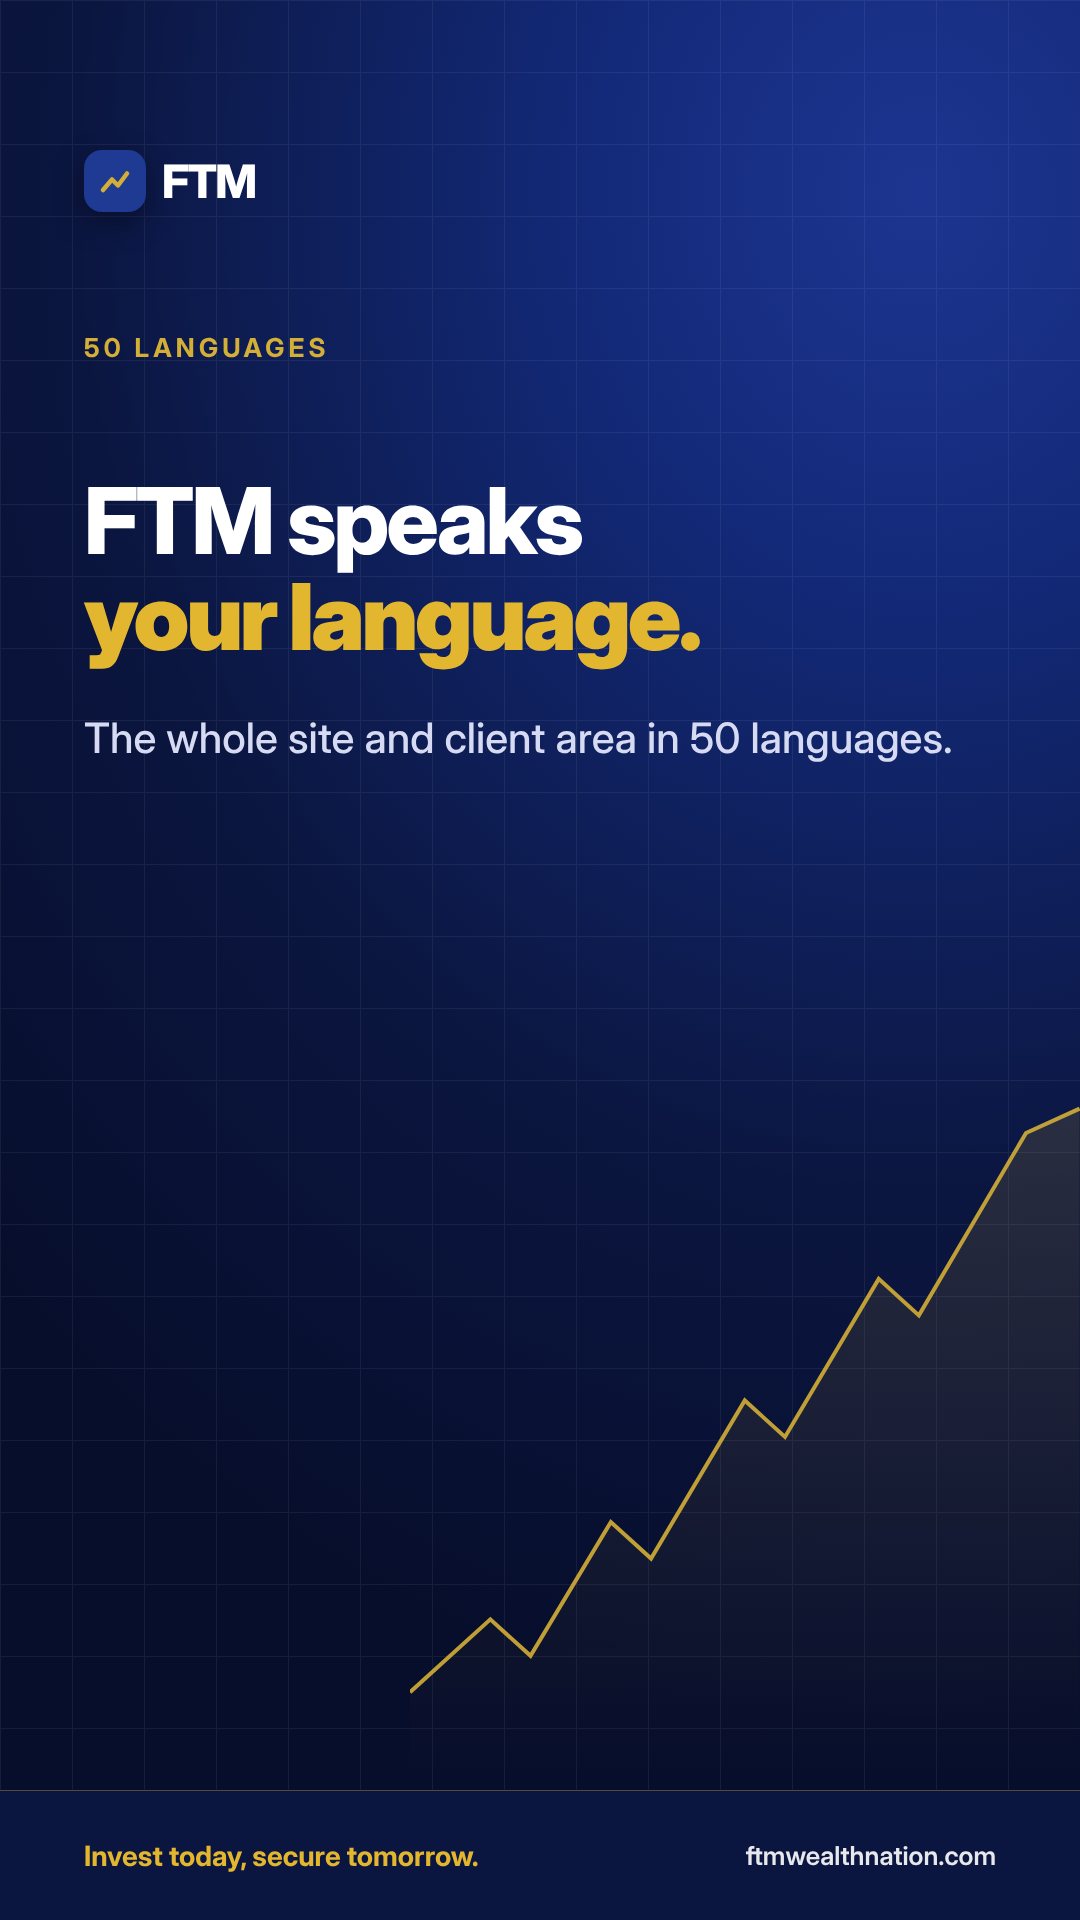 FTM
50 LANGUAGES
FTM speaks
your language.
The whole site and client area in 50 languages.
Invest today, secure tomorrow.
ftmwealthnation.com